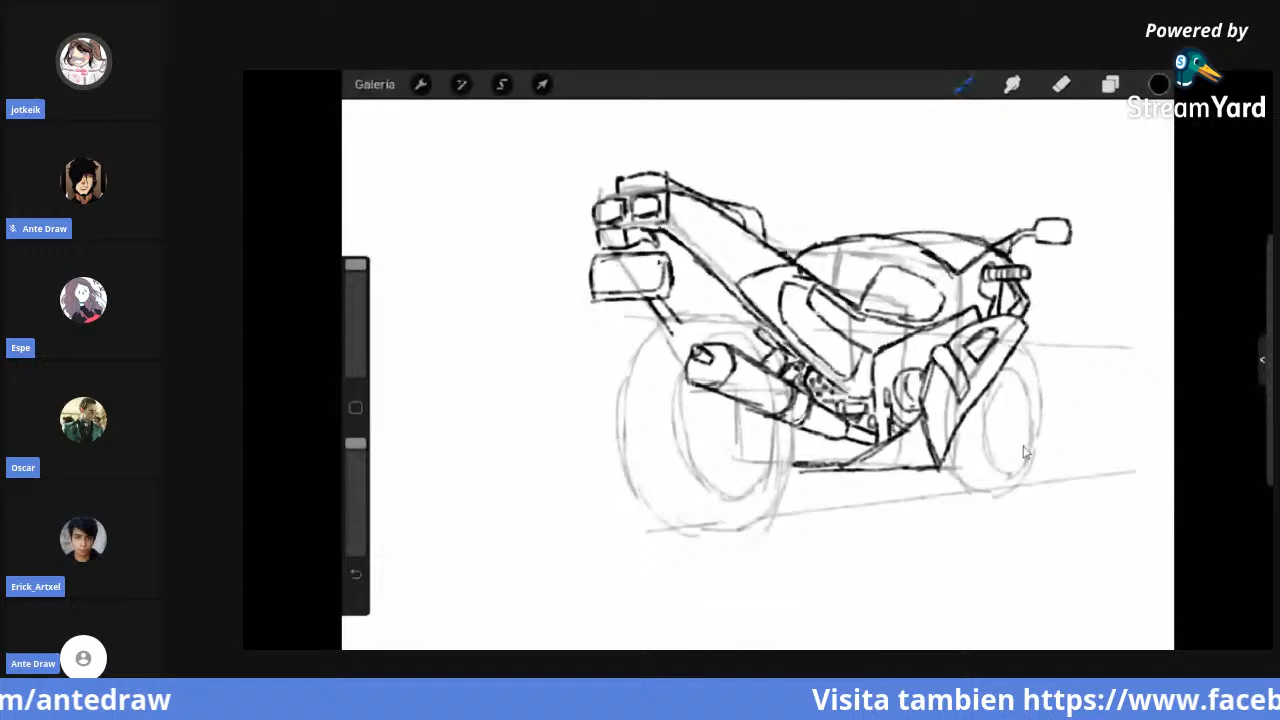 Powered by
StreamYard
Galería
jotkeik
Ante Draw
Espe
Oscar
Erick_Artxel
Ante Draw
m/antedraw
Visita tambien https://www.faceb